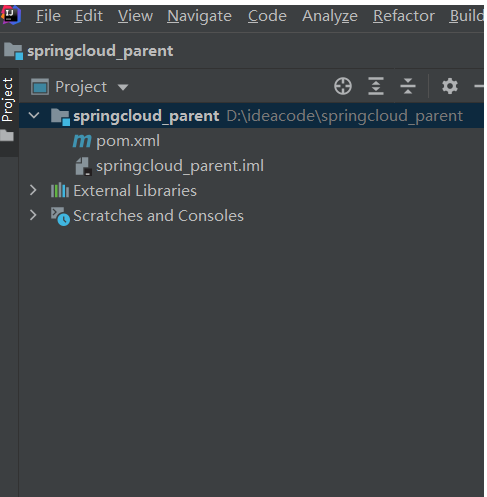 File Edit View Navigate Code Analyze Refactor Build
springcloud_parent
Project
Project
springcloud_parent D:\ideacode\springcloud_parent
pom.xml
springcloud_parent.iml
External Libraries
Scratches and Consoles